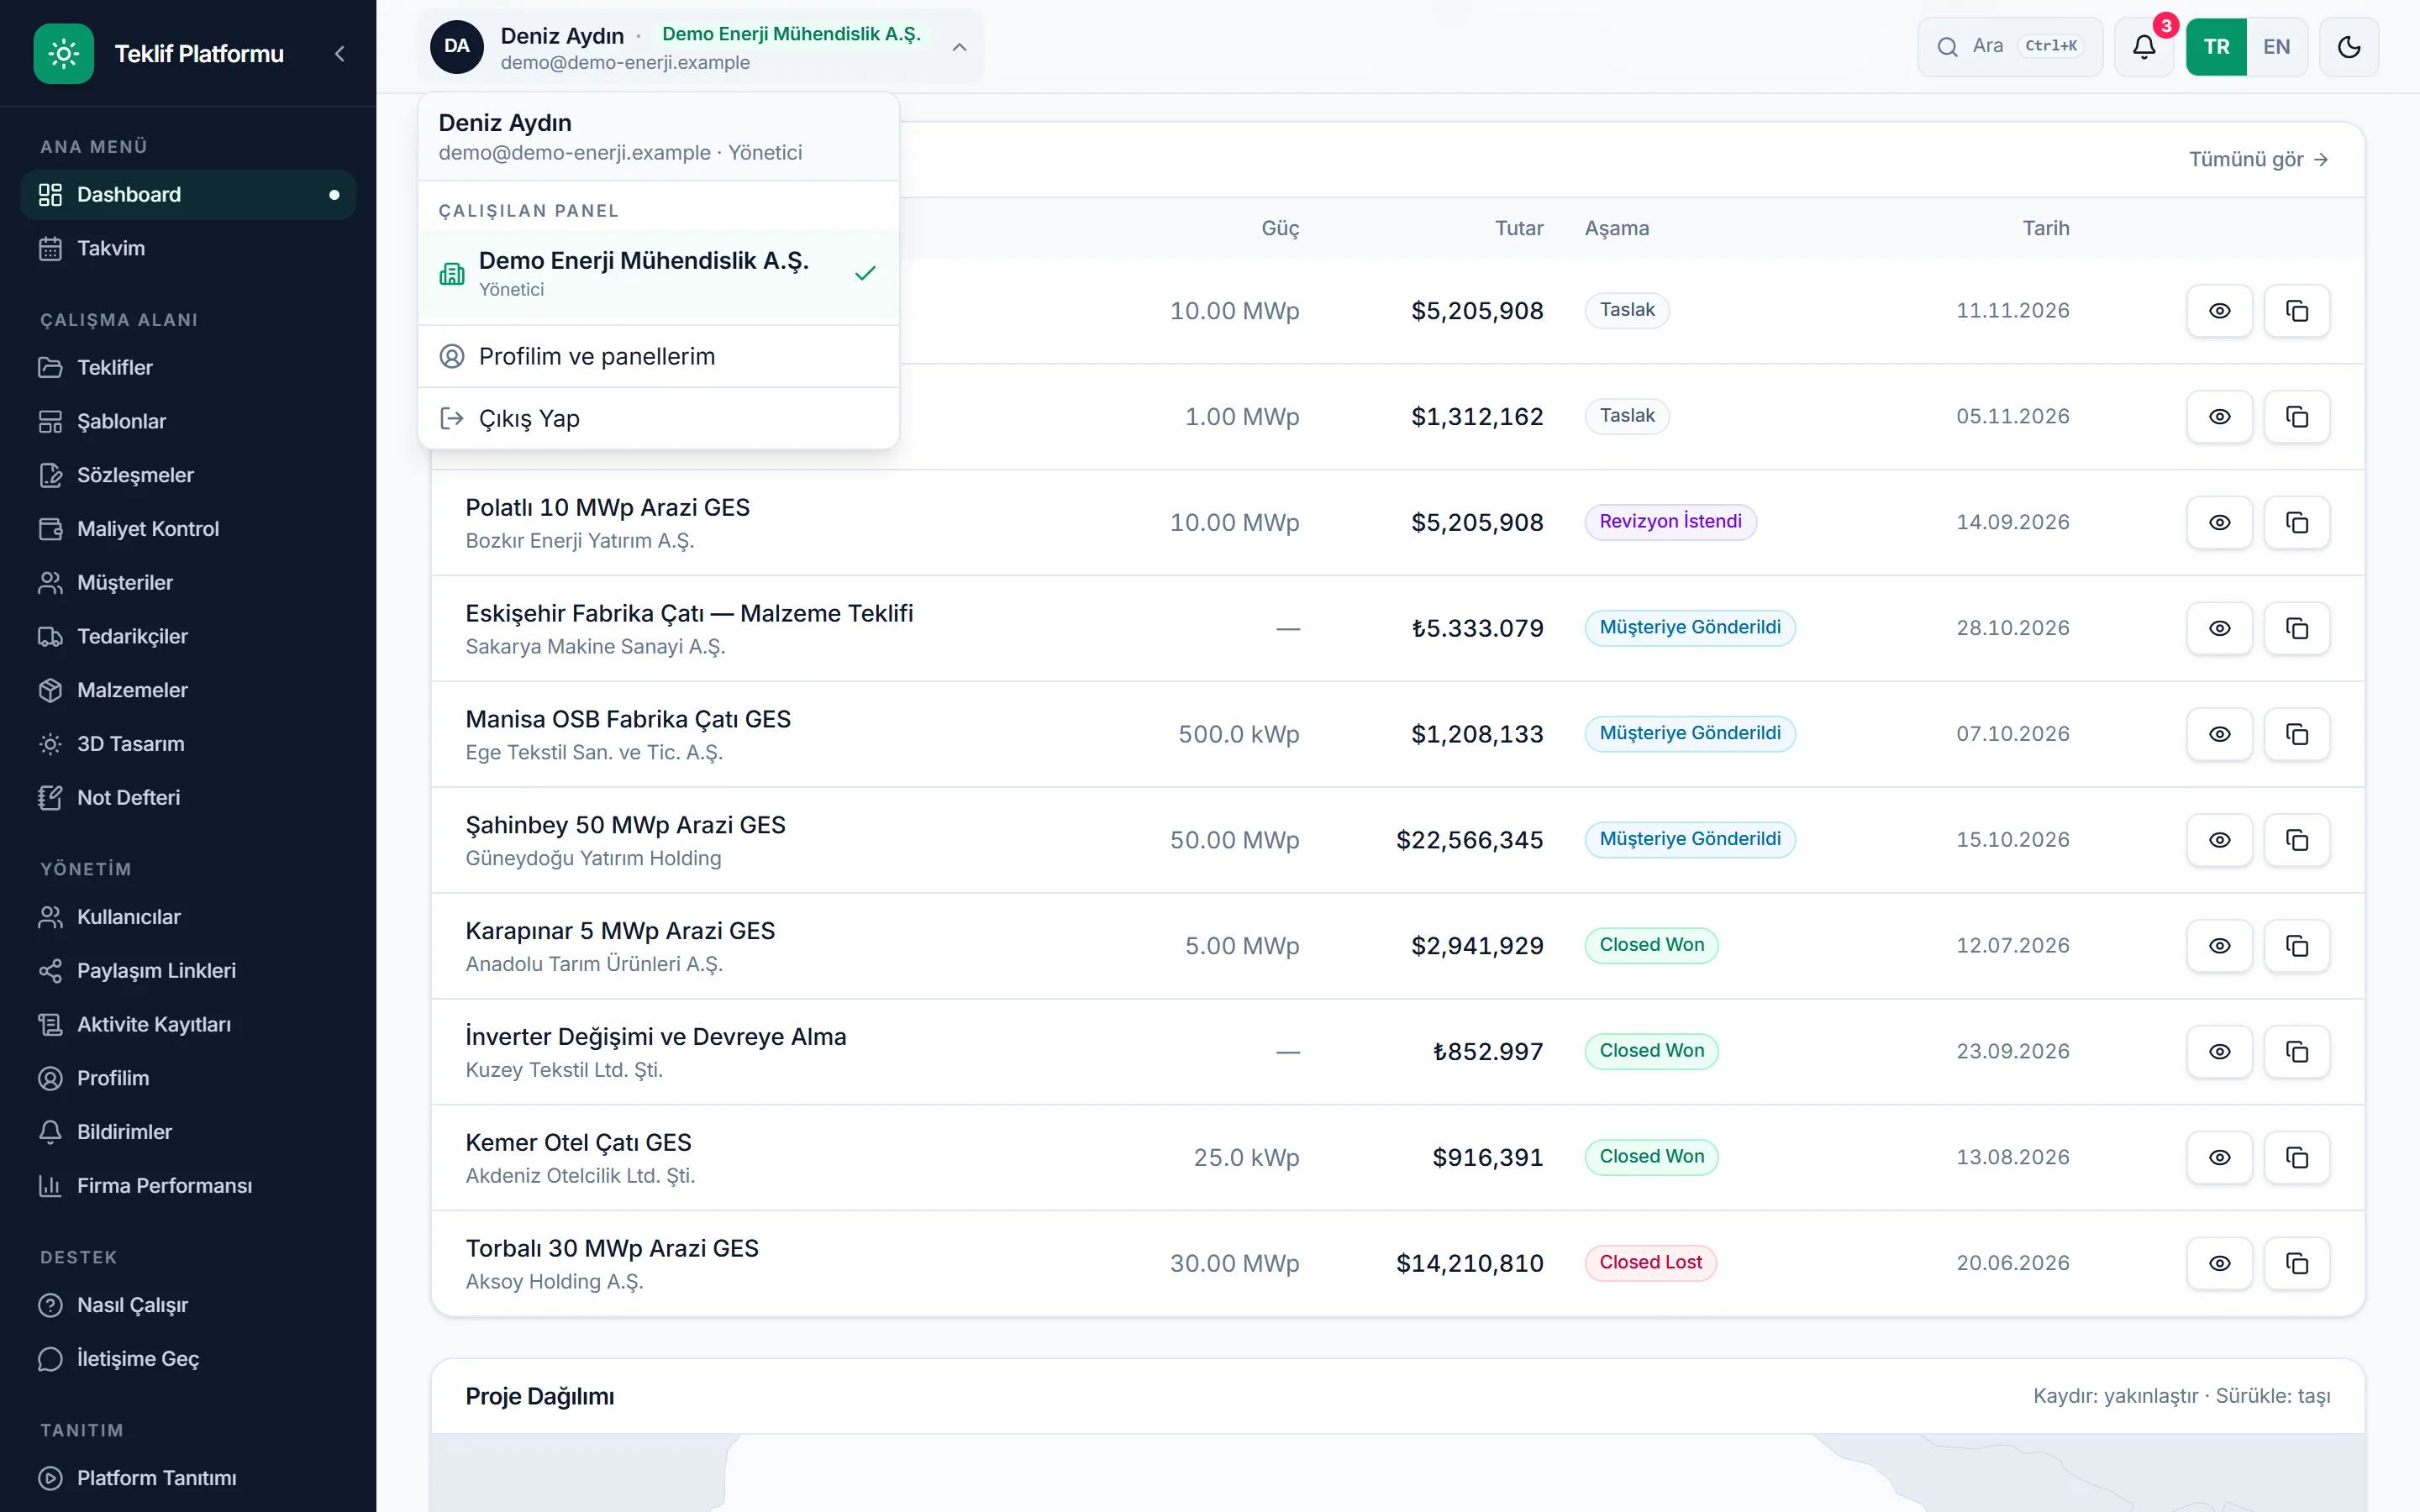 Teklif Platformu
ANA MENÜ
Dashboard
Takvim
ÇALIŞMA ALANI
Teklifler
Şablonlar
Sözleşmeler
Maliyet Kontrol
Müşteriler
Tedarikçiler
Malzemeler
3D Tasarım
Not Defteri
YÖNETİM
Kullanıcılar
Paylaşım Linkleri
Aktivite Kayıtları
Profilim
Bildirimler
Firma Performansı
DESTEK
Nasıl Çalışır
İletişime Geç
TANITIM
Platform Tanıtımı
DA
Deniz Aydın · Demo Enerji Mühendislik A.Ş.
demo@demo-enerji.example
Ara Ctrl+K
3
TR EN
Deniz Aydın
demo@demo-enerji.example · Yönetici
ÇALIŞILAN PANEL
Demo Enerji Mühendislik A.Ş.
Yönetici
Profilim ve panellerim
Çıkış Yap
Tümünü gör →
Güç Tutar Aşama Tarih
10.00 MWp $5,205,908 Taslak 11.11.2026
1.00 MWp $1,312,162 Taslak 05.11.2026
Polatlı 10 MWp Arazi GES
Bozkır Enerji Yatırım A.Ş.
10.00 MWp $5,205,908 Revizyon İstendi 14.09.2026
Eskişehir Fabrika Çatı — Malzeme Teklifi
Sakarya Makine Sanayi A.Ş.
— ₺5.333.079 Müşteriye Gönderildi 28.10.2026
Manisa OSB Fabrika Çatı GES
Ege Tekstil San. ve Tic. A.Ş.
500.0 kWp $1,208,133 Müşteriye Gönderildi 07.10.2026
Şahinbey 50 MWp Arazi GES
Güneydoğu Yatırım Holding
50.00 MWp $22,566,345 Müşteriye Gönderildi 15.10.2026
Karapınar 5 MWp Arazi GES
Anadolu Tarım Ürünleri A.Ş.
5.00 MWp $2,941,929 Closed Won 12.07.2026
İnverter Değişimi ve Devreye Alma
Kuzey Tekstil Ltd. Şti.
— ₺852.997 Closed Won 23.09.2026
Kemer Otel Çatı GES
Akdeniz Otelcilik Ltd. Şti.
25.0 kWp $916,391 Closed Won 13.08.2026
Torbalı 30 MWp Arazi GES
Aksoy Holding A.Ş.
30.00 MWp $14,210,810 Closed Lost 20.06.2026
Proje Dağılımı
Kaydır: yakınlaştır · Sürükle: taşı